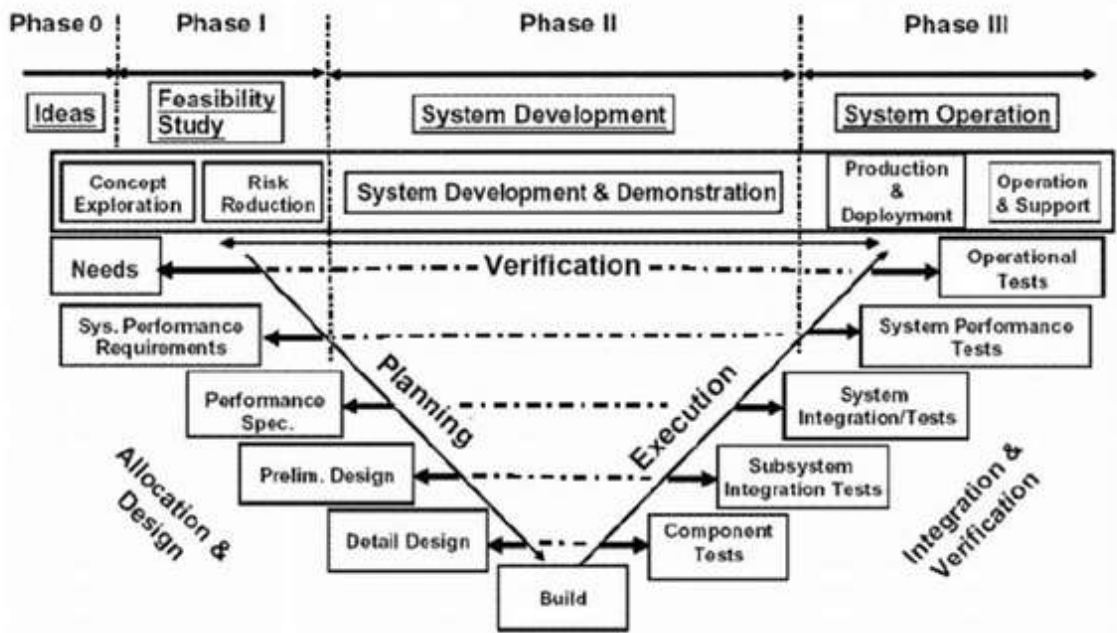 Phase 0
Phase I
Phase II
Phase III
Ideas
Feasibility
Study
System Development
System Operation
Concept
Exploration
Risk
Reduction
System Development & Demonstration
Production
&
Deployment
Operation
& Support
Needs
Verification
Operational
Tests
Sys. Performance
Requirements
System Performance
Tests
Planning
Execution
Performance
Spec.
System
Integration/Tests
Allocation &
Design
Prelim. Design
Subsystem
Integration Tests
Integration &
Verification
Detail Design
Component
Tests
Build